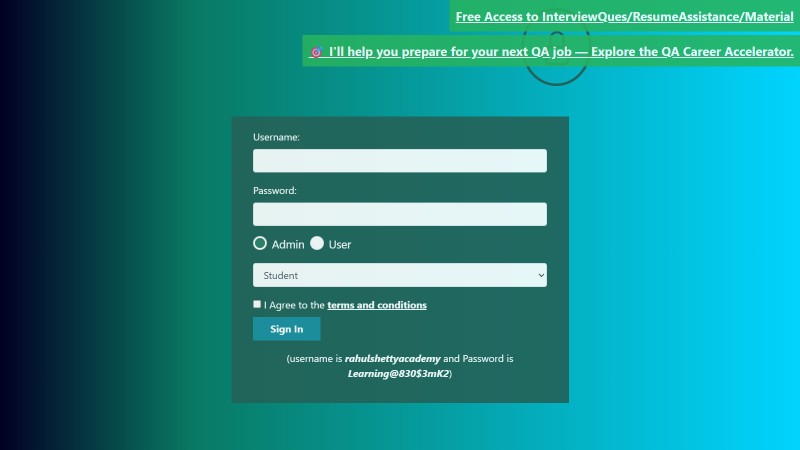 Free Access to InterviewQues/ResumeAssistance/Material
I'll help you prepare for your next QA job — Explore the QA Career Accelerator.
Username:
Password:
Admin User
Student
I Agree to the terms and conditions
Sign In
(username is rahulshettyacademy and Password is
Learning@830$3mK2)